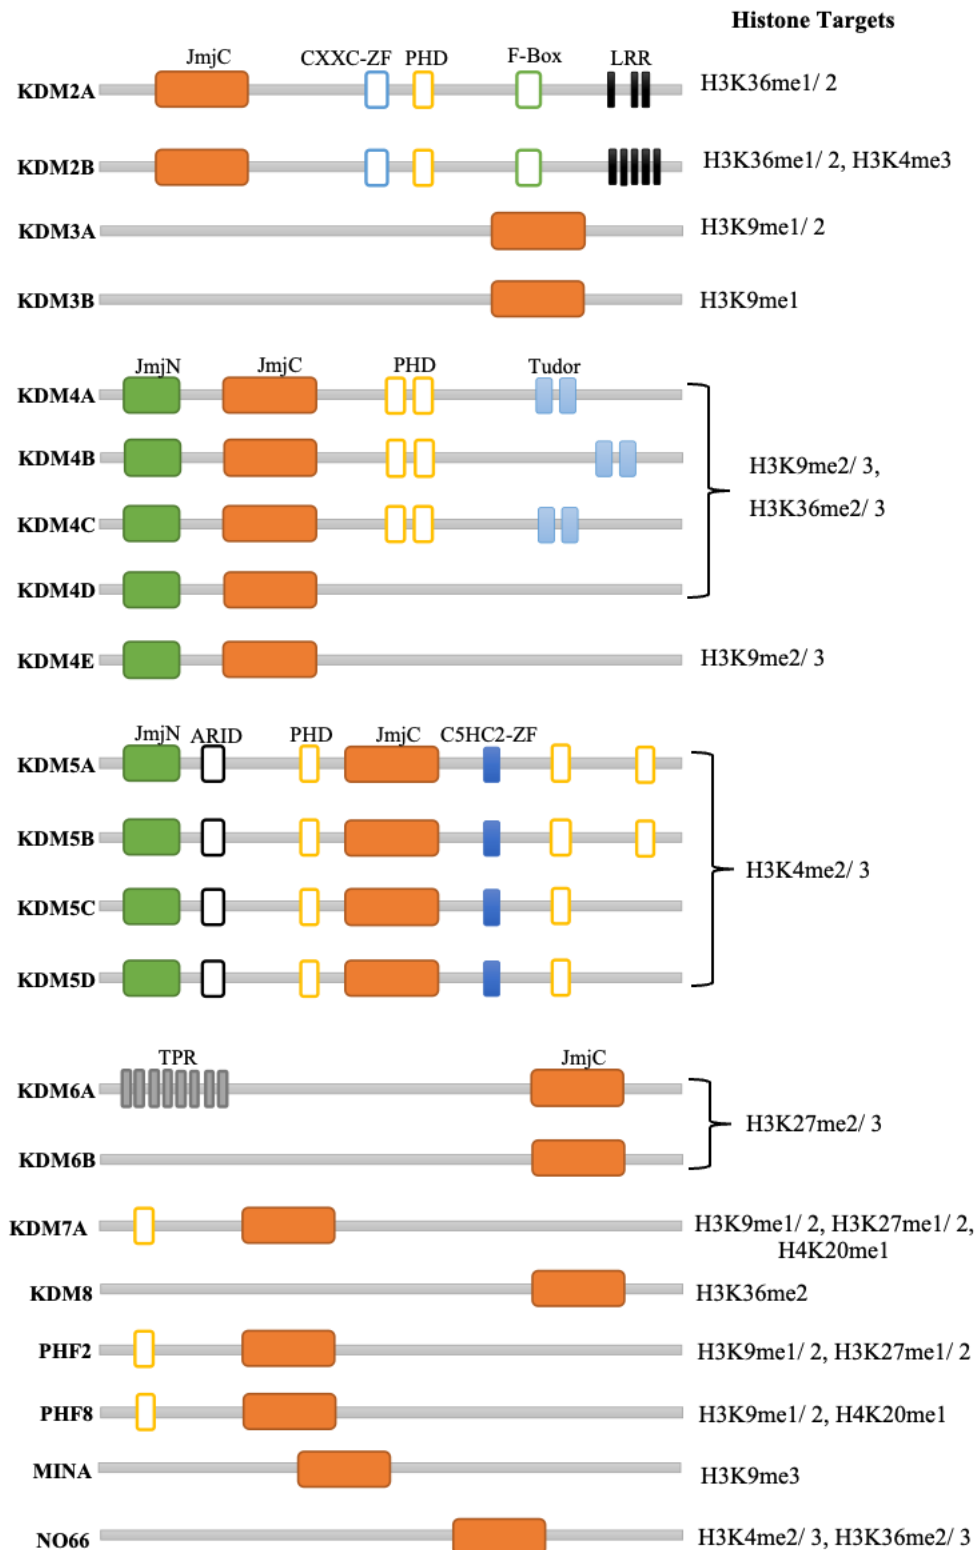 Histone Targets
JmjC CXXC-ZF PHD F-Box LRR
KDM2A H3K36me1/ 2
KDM2B H3K36me1/ 2, H3K4me3
KDM3A H3K9me1/ 2
KDM3B H3K9me1
JmjN JmjC PHD Tudor
KDM4A
KDM4B
H3K9me2/ 3,
H3K36me2/ 3
KDM4C
KDM4D
KDM4E H3K9me2/ 3
JmjN ARID PHD JmjC C5HC2-ZF
KDM5A
KDM5B
H3K4me2/ 3
KDM5C
KDM5D
TPR JmjC
KDM6A
H3K27me2/ 3
KDM6B
KDM7A H3K9me1/ 2, H3K27me1/ 2,
H4K20me1
KDM8 H3K36me2
PHF2 H3K9me1/ 2, H3K27me1/ 2
PHF8 H3K9me1/ 2, H4K20me1
MINA H3K9me3
NO66 H3K4me2/ 3, H3K36me2/ 3